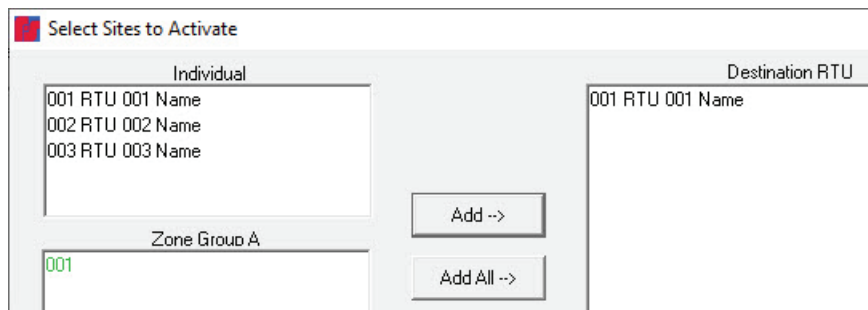 Select Sites to Activate
Individual
001 RTU 001 Name
002 RTU 002 Name
003 RTU 003 Name
Zone Group A
001
Add -->
Add All -->
Destination RTU
001 RTU 001 Name